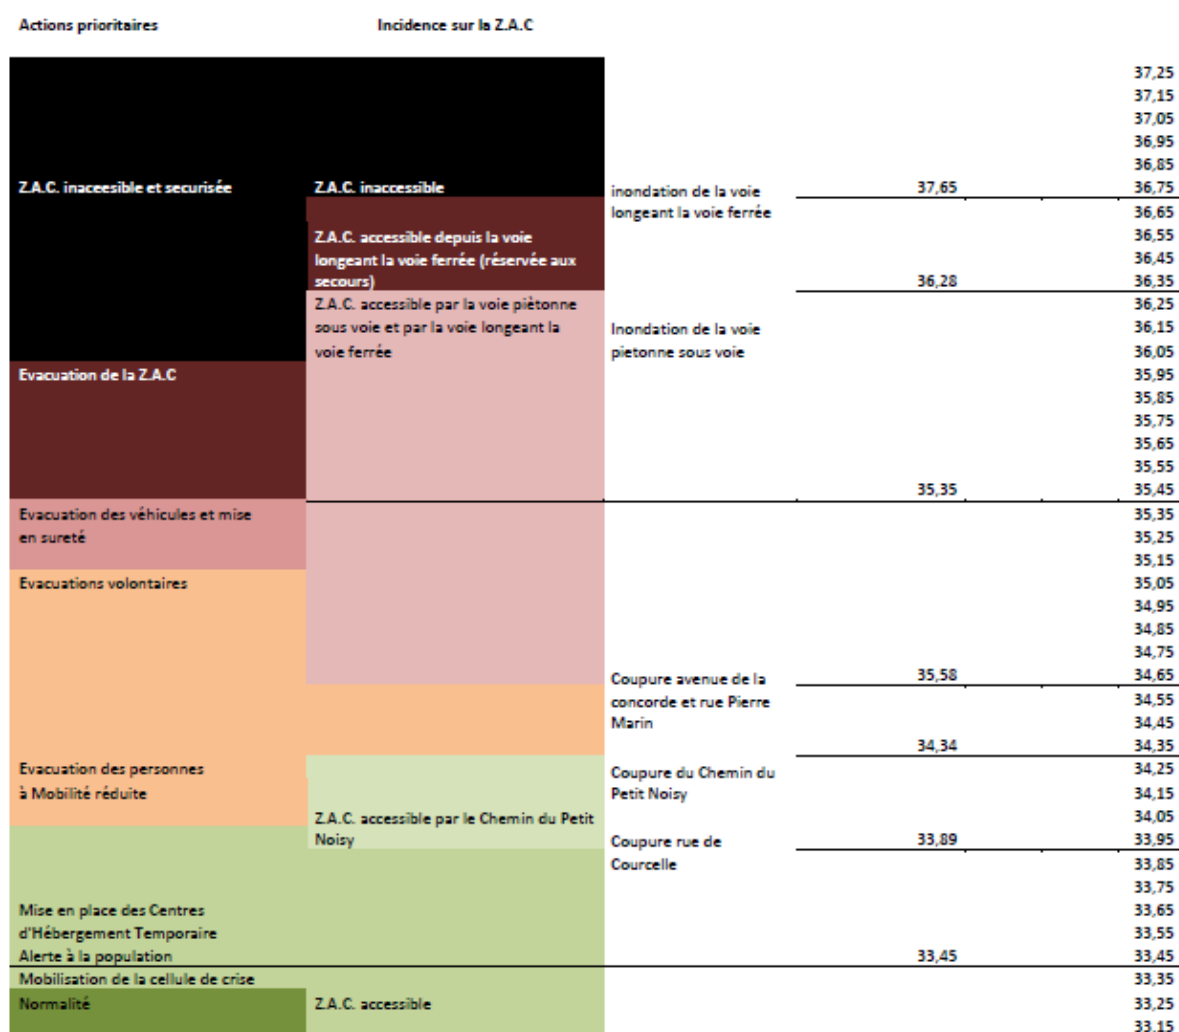 Actions prioritaires Incidence sur la Z.A.C
37,25
37,15
37,05
36,95
36,85
Z.A.C. inaceesible et securisée Z.A.C. inaccessible inondation de la voie 37,65 36,75
longeant la voie ferrée 36,65
Z.A.C. accessible depuis la voie 36,55
longeant la voie ferrée (réservée aux 36,45
secours) 36,28 36,35
Z.A.C. accessible par la voie piètonne 36,25
sous voie et par la voie longeant la Inondation de la voie 36,15
voie ferrée pietonne sous voie 36,05
Evacuation de la Z.A.C 35,95
35,85
35,75
35,65
35,55
35,35 35,45
Evacuation des véhicules et mise 35,35
en sureté 35,25
35,15
Evacuations volontaires 35,05
34,95
34,85
34,75
Coupure avenue de la 35,58 34,65
concorde et rue Pierre 34,55
Marin 34,45
34,34 34,35
Evacuation des personnes Coupure du Chemin du 34,25
à Mobilité réduite Petit Noisy 34,15
Z.A.C. accessible par le Chemin du Petit 34,05
Noisy Coupure rue de 33,89 33,95
Courcelle 33,85
33,75
Mise en place des Centres 33,65
d'Hébergement Temporaire 33,55
Alerte à la population 33,45 33,45
Mobilisation de la cellule de crise 33,35
Normalité Z.A.C. accessible 33,25
33,15